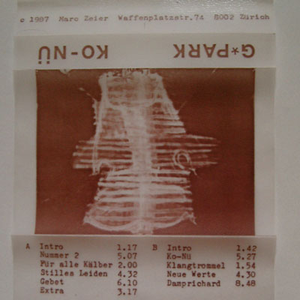 c 1987 Marc Zeier Waffenplatzstr.74 8002 Zürich
G*PARK KO-NÜ
A Intro 1.17
Nummer 2 5.07
Für alle Kälber 2.00
Stilles Leiden 4.32
Gebet 6.10
Extra 3.17
B Intro 1.42
Ko-Nü 5.27
Klangtrommel 1.54
Neue Werte 4.30
Damprichard 8.48